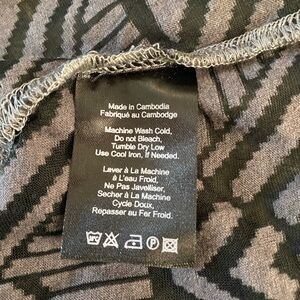 Made in Cambodia
Fabriqué au Cambodge
Machine Wash Cold,
Do not Bleach,
Tumble Dry Low
Use Cool Iron, If Needed.
Laver à La Machine
à L'eau Froid,
Ne Pas Javelliser,
Secher à La Machine
Cycle Doux,
Repasser au Fer Froid.